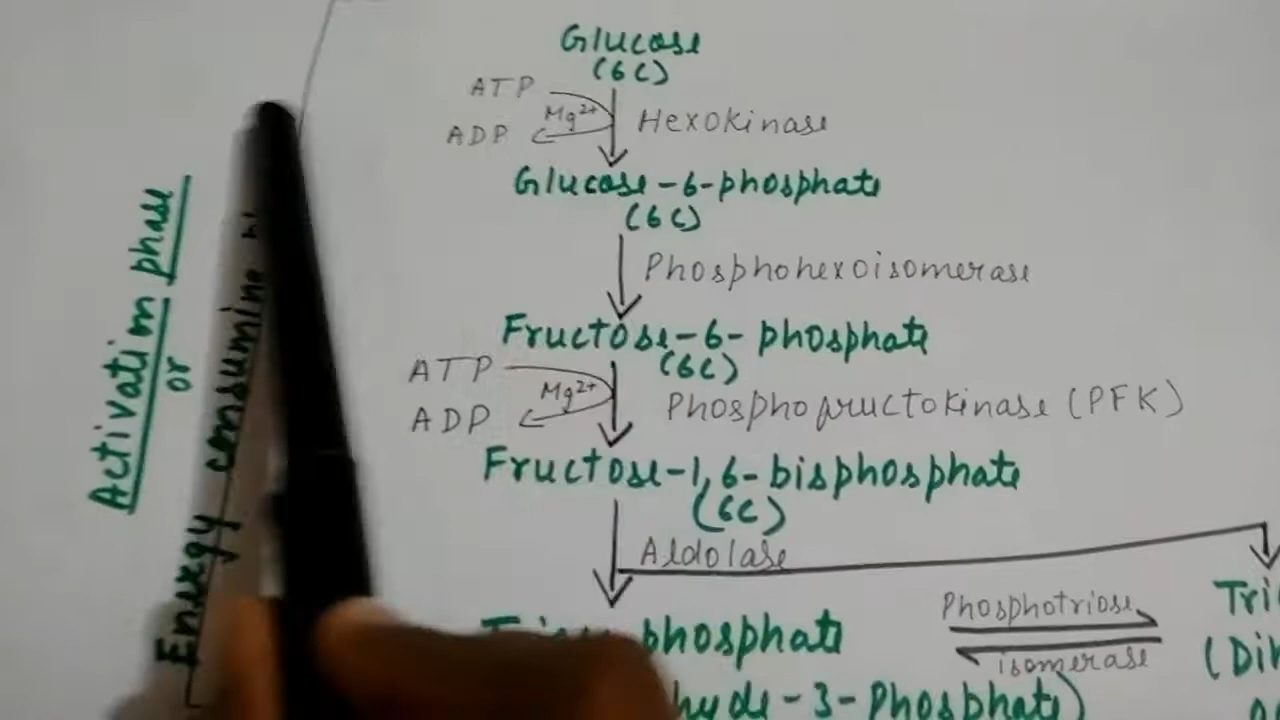 Glucose
(6C)
ATP
Mg2+
ADP
Hexokinase
Glucose-6-phosphate
(6C)
Phosphohexoisomerase
Fructose-6-phosphate
(6C)
ATP
Mg2+
ADP
Phosphofructokinase (PFK)
Fructose-1,6-bisphosphate
(6C)
Aldolase
phosphate
Phosphotriose
isomerase
-3-Phosphate)
Activation phase
or
Energy consuming